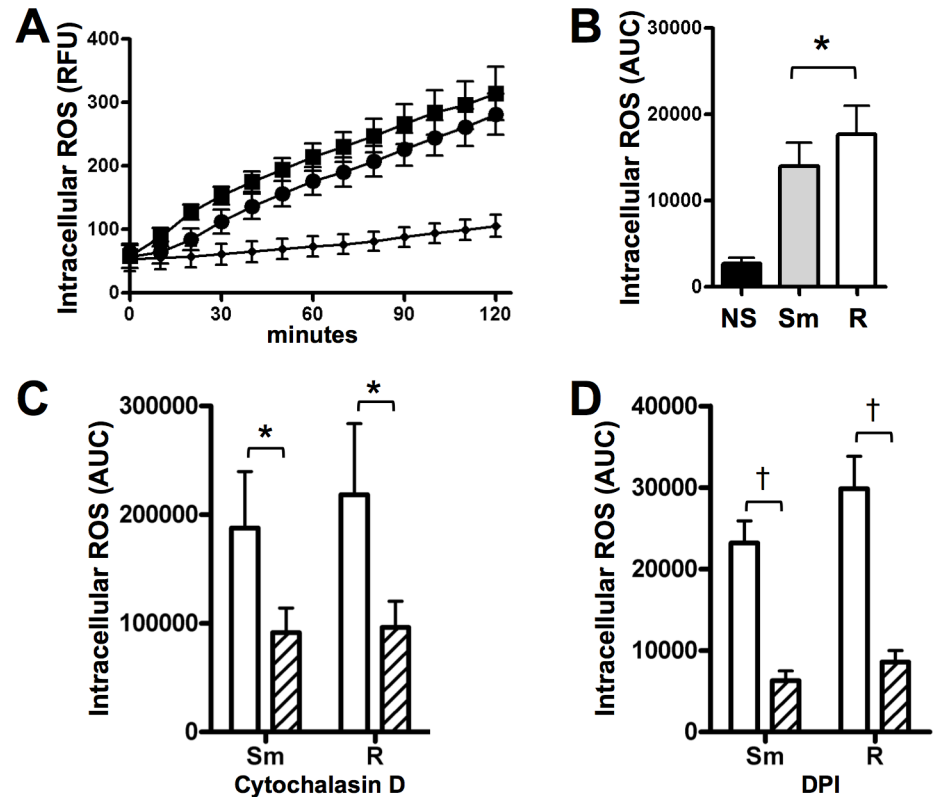 A
Intracellular ROS (RFU)
400
300
200
100
0
0 30 60 90 120
minutes
B
Intracellular ROS (AUC)
30000
20000
10000
0
*
NS Sm R
C
Intracellular ROS (AUC)
300000
200000
100000
0
*
*
Sm R
Cytochalasin D
D
Intracellular ROS (AUC)
40000
30000
20000
10000
0
†
†
Sm R
DPI